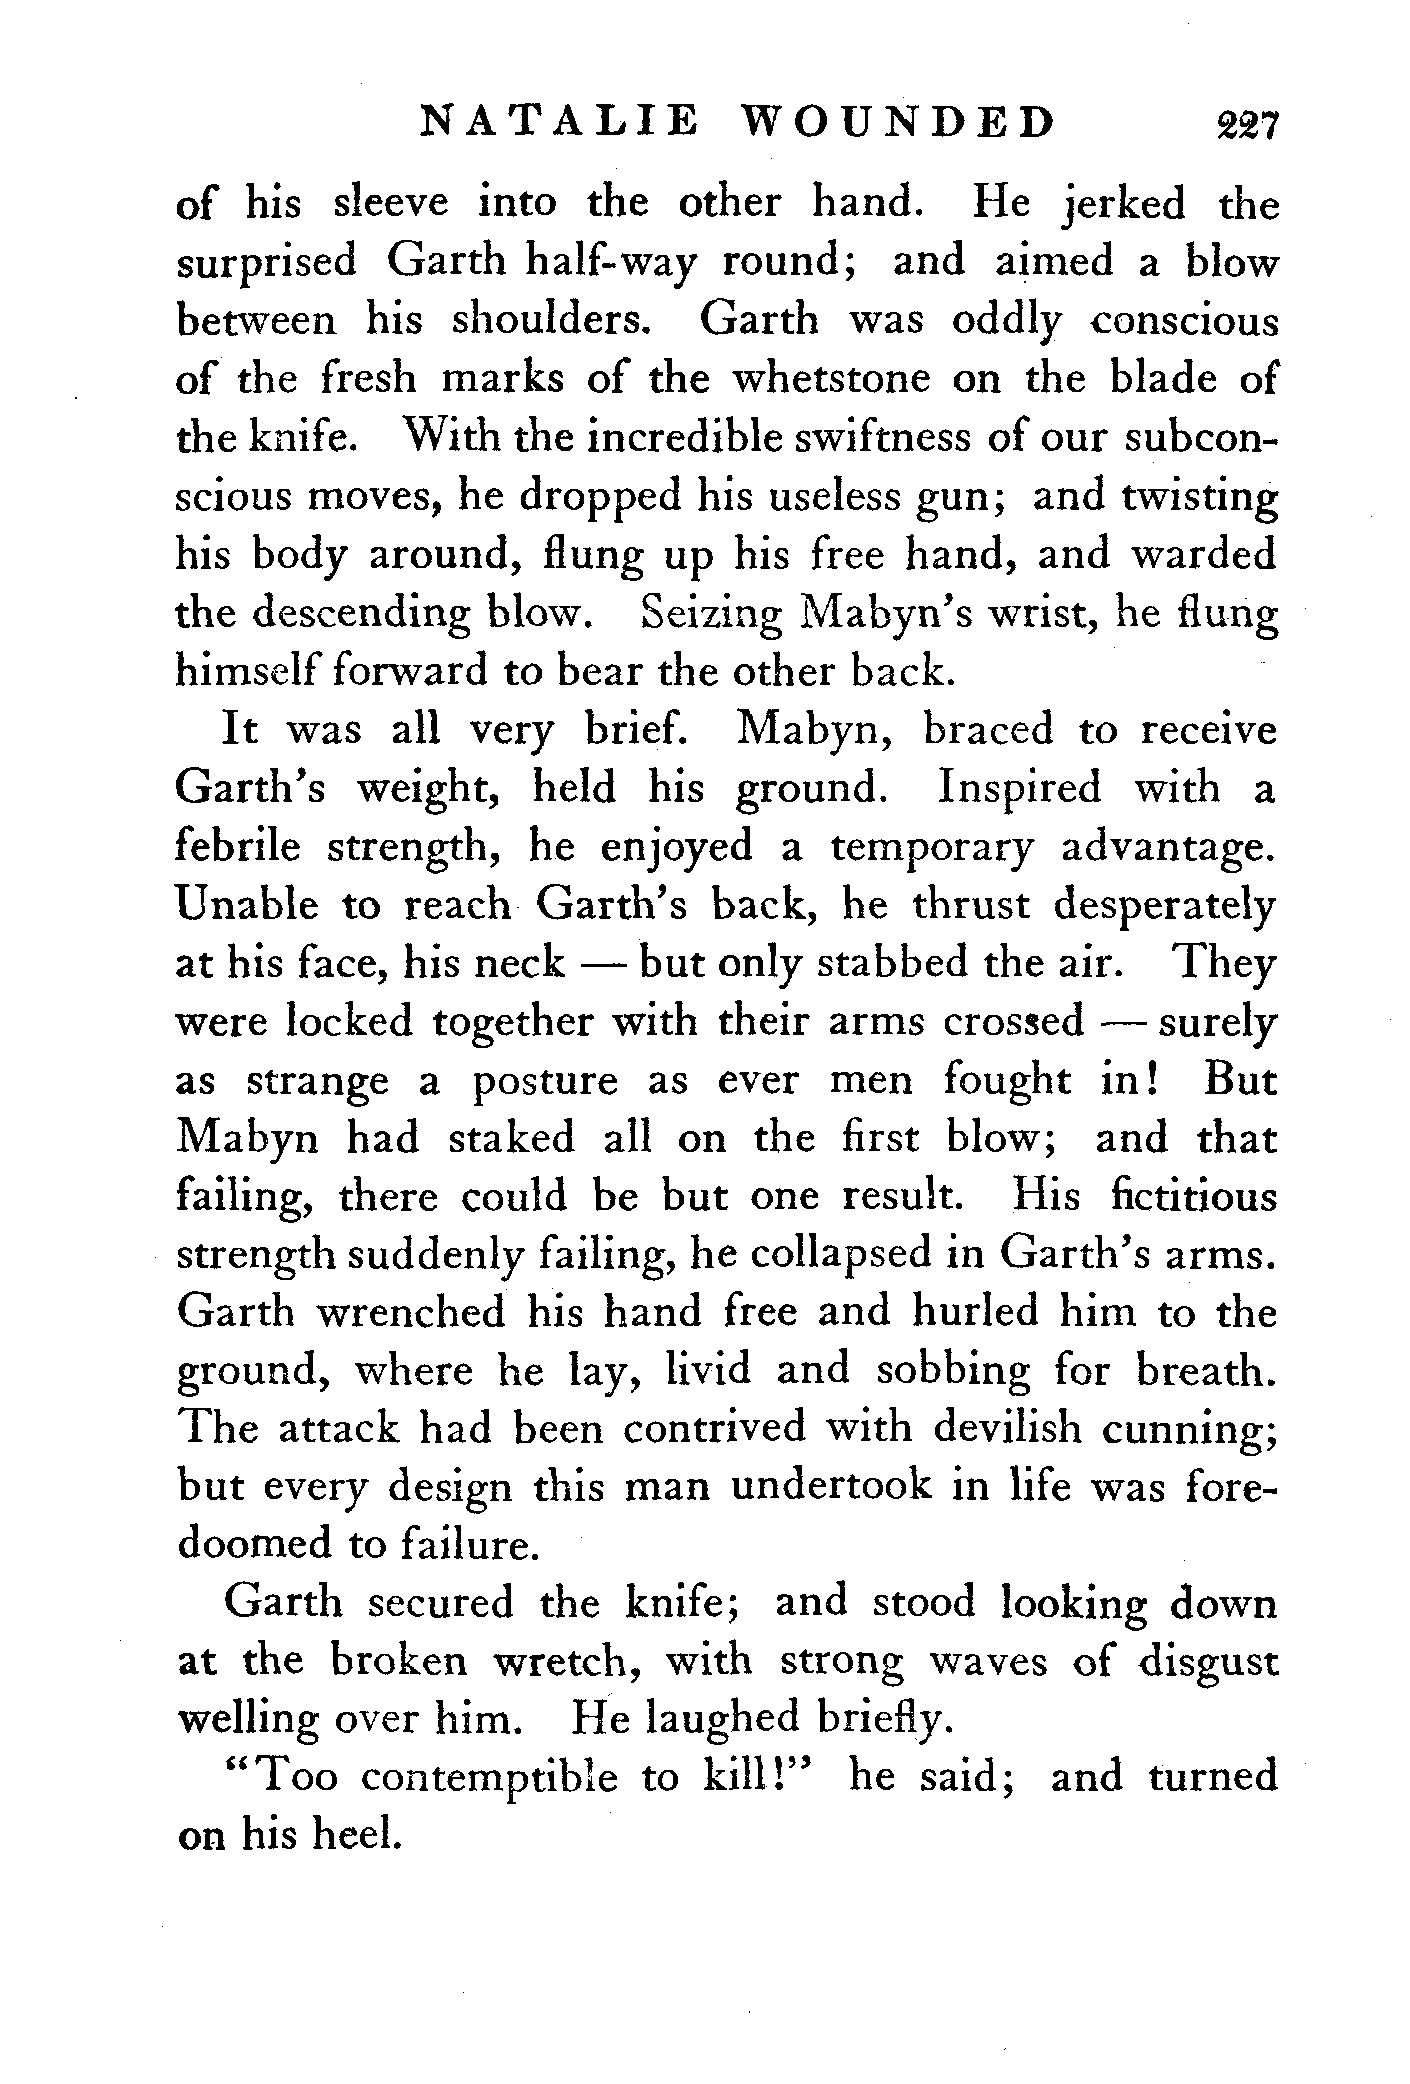 NATALIE WOUNDED 227
of his sleeve into the other hand. He jerked the
surprised Garth half-way round; and aimed a blow
between his shoulders. Garth was oddly conscious
of the fresh marks of the whetstone on the blade of
the knife. With the incredible swiftness of our subcon-
scious moves, he dropped his useless gun; and twisting
his body around, flung up his free hand, and warded
the descending blow. Seizing Mabyn's wrist, he flung
himself forward to bear the other back.
It was all very brief. Mabyn, braced to receive
Garth's weight, held his ground. Inspired with a
febrile strength, he enjoyed a temporary advantage.
Unable to reach Garth's back, he thrust desperately
at his face, his neck — but only stabbed the air. They
were locked together with their arms crossed — surely
as strange a posture as ever men fought in! But
Mabyn had staked all on the first blow; and that
failing, there could be but one result. His fictitious
strength suddenly failing, he collapsed in Garth's arms.
Garth wrenched his hand free and hurled him to the
ground, where he lay, livid and sobbing for breath.
The attack had been contrived with devilish cunning;
but every design this man undertook in life was fore-
doomed to failure.
Garth secured the knife; and stood looking down
at the broken wretch, with strong waves of disgust
welling over him. He laughed briefly.
“Too contemptible to kill!” he said; and turned
on his heel.